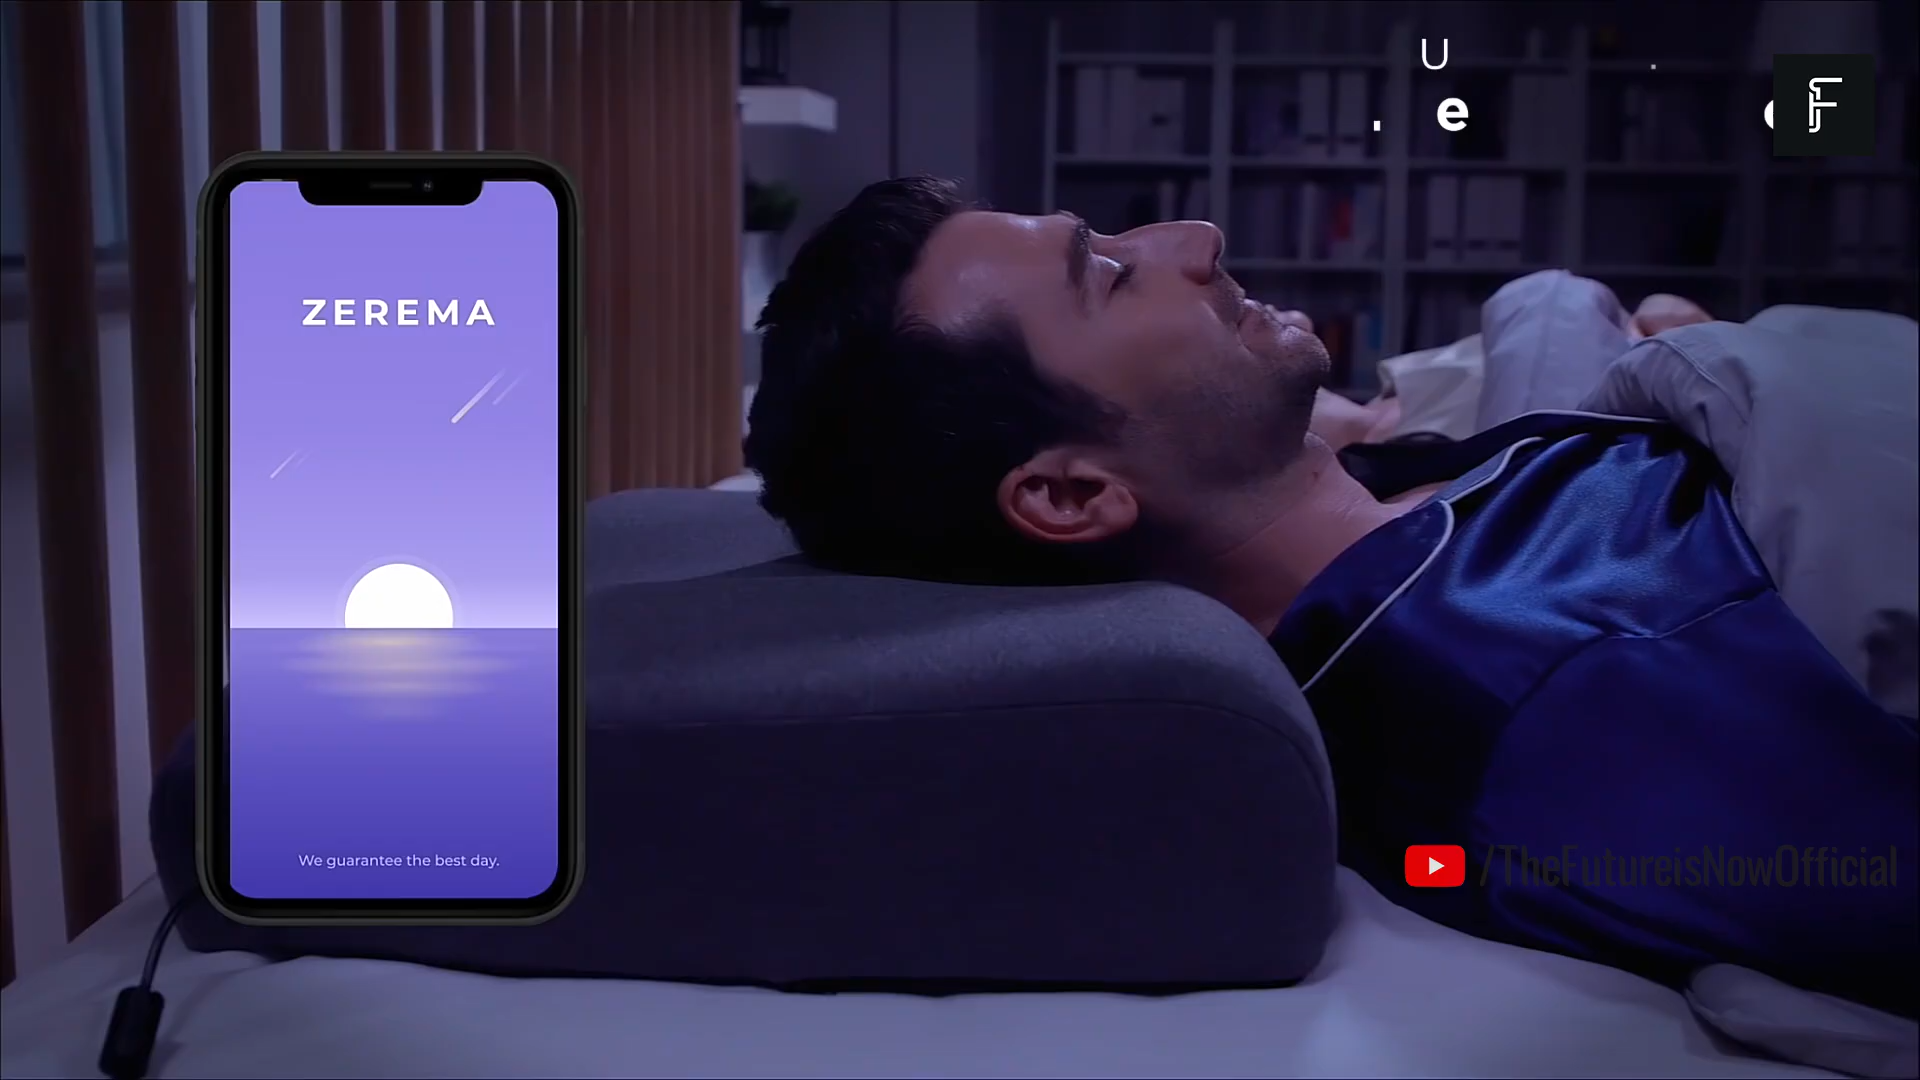 U
. e
ZEREMA
We guarantee the best day.
/TheFutureisNowOfficial